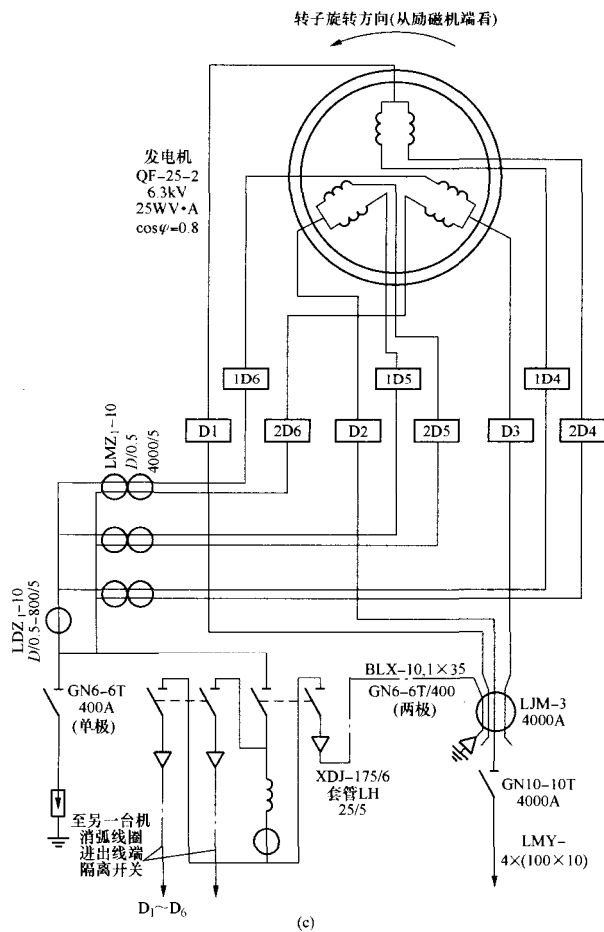 转子旋转方向(从励磁机端看)
发电机
QF-25-2
6.3kV
25WV•A
cosφ=0.8
1D6
1D5
1D4
D1
2D6
D2
2D5
D3
2D4
LMZ₁-10
D/0.5
4000/5
LDZ₁-10
D/0.5-800/5
GN6-6T
400A
(单极)
BLX-10,1×35
GN6-6T/400
(两极)
LJM-3
4000A
XDJ-175/6
套管LH
25/5
GN10-10T
4000A
至另一台机
消弧线圈
进出线端
隔离开关
LMY-
4×(100×10)
D₁~D₆
(c)